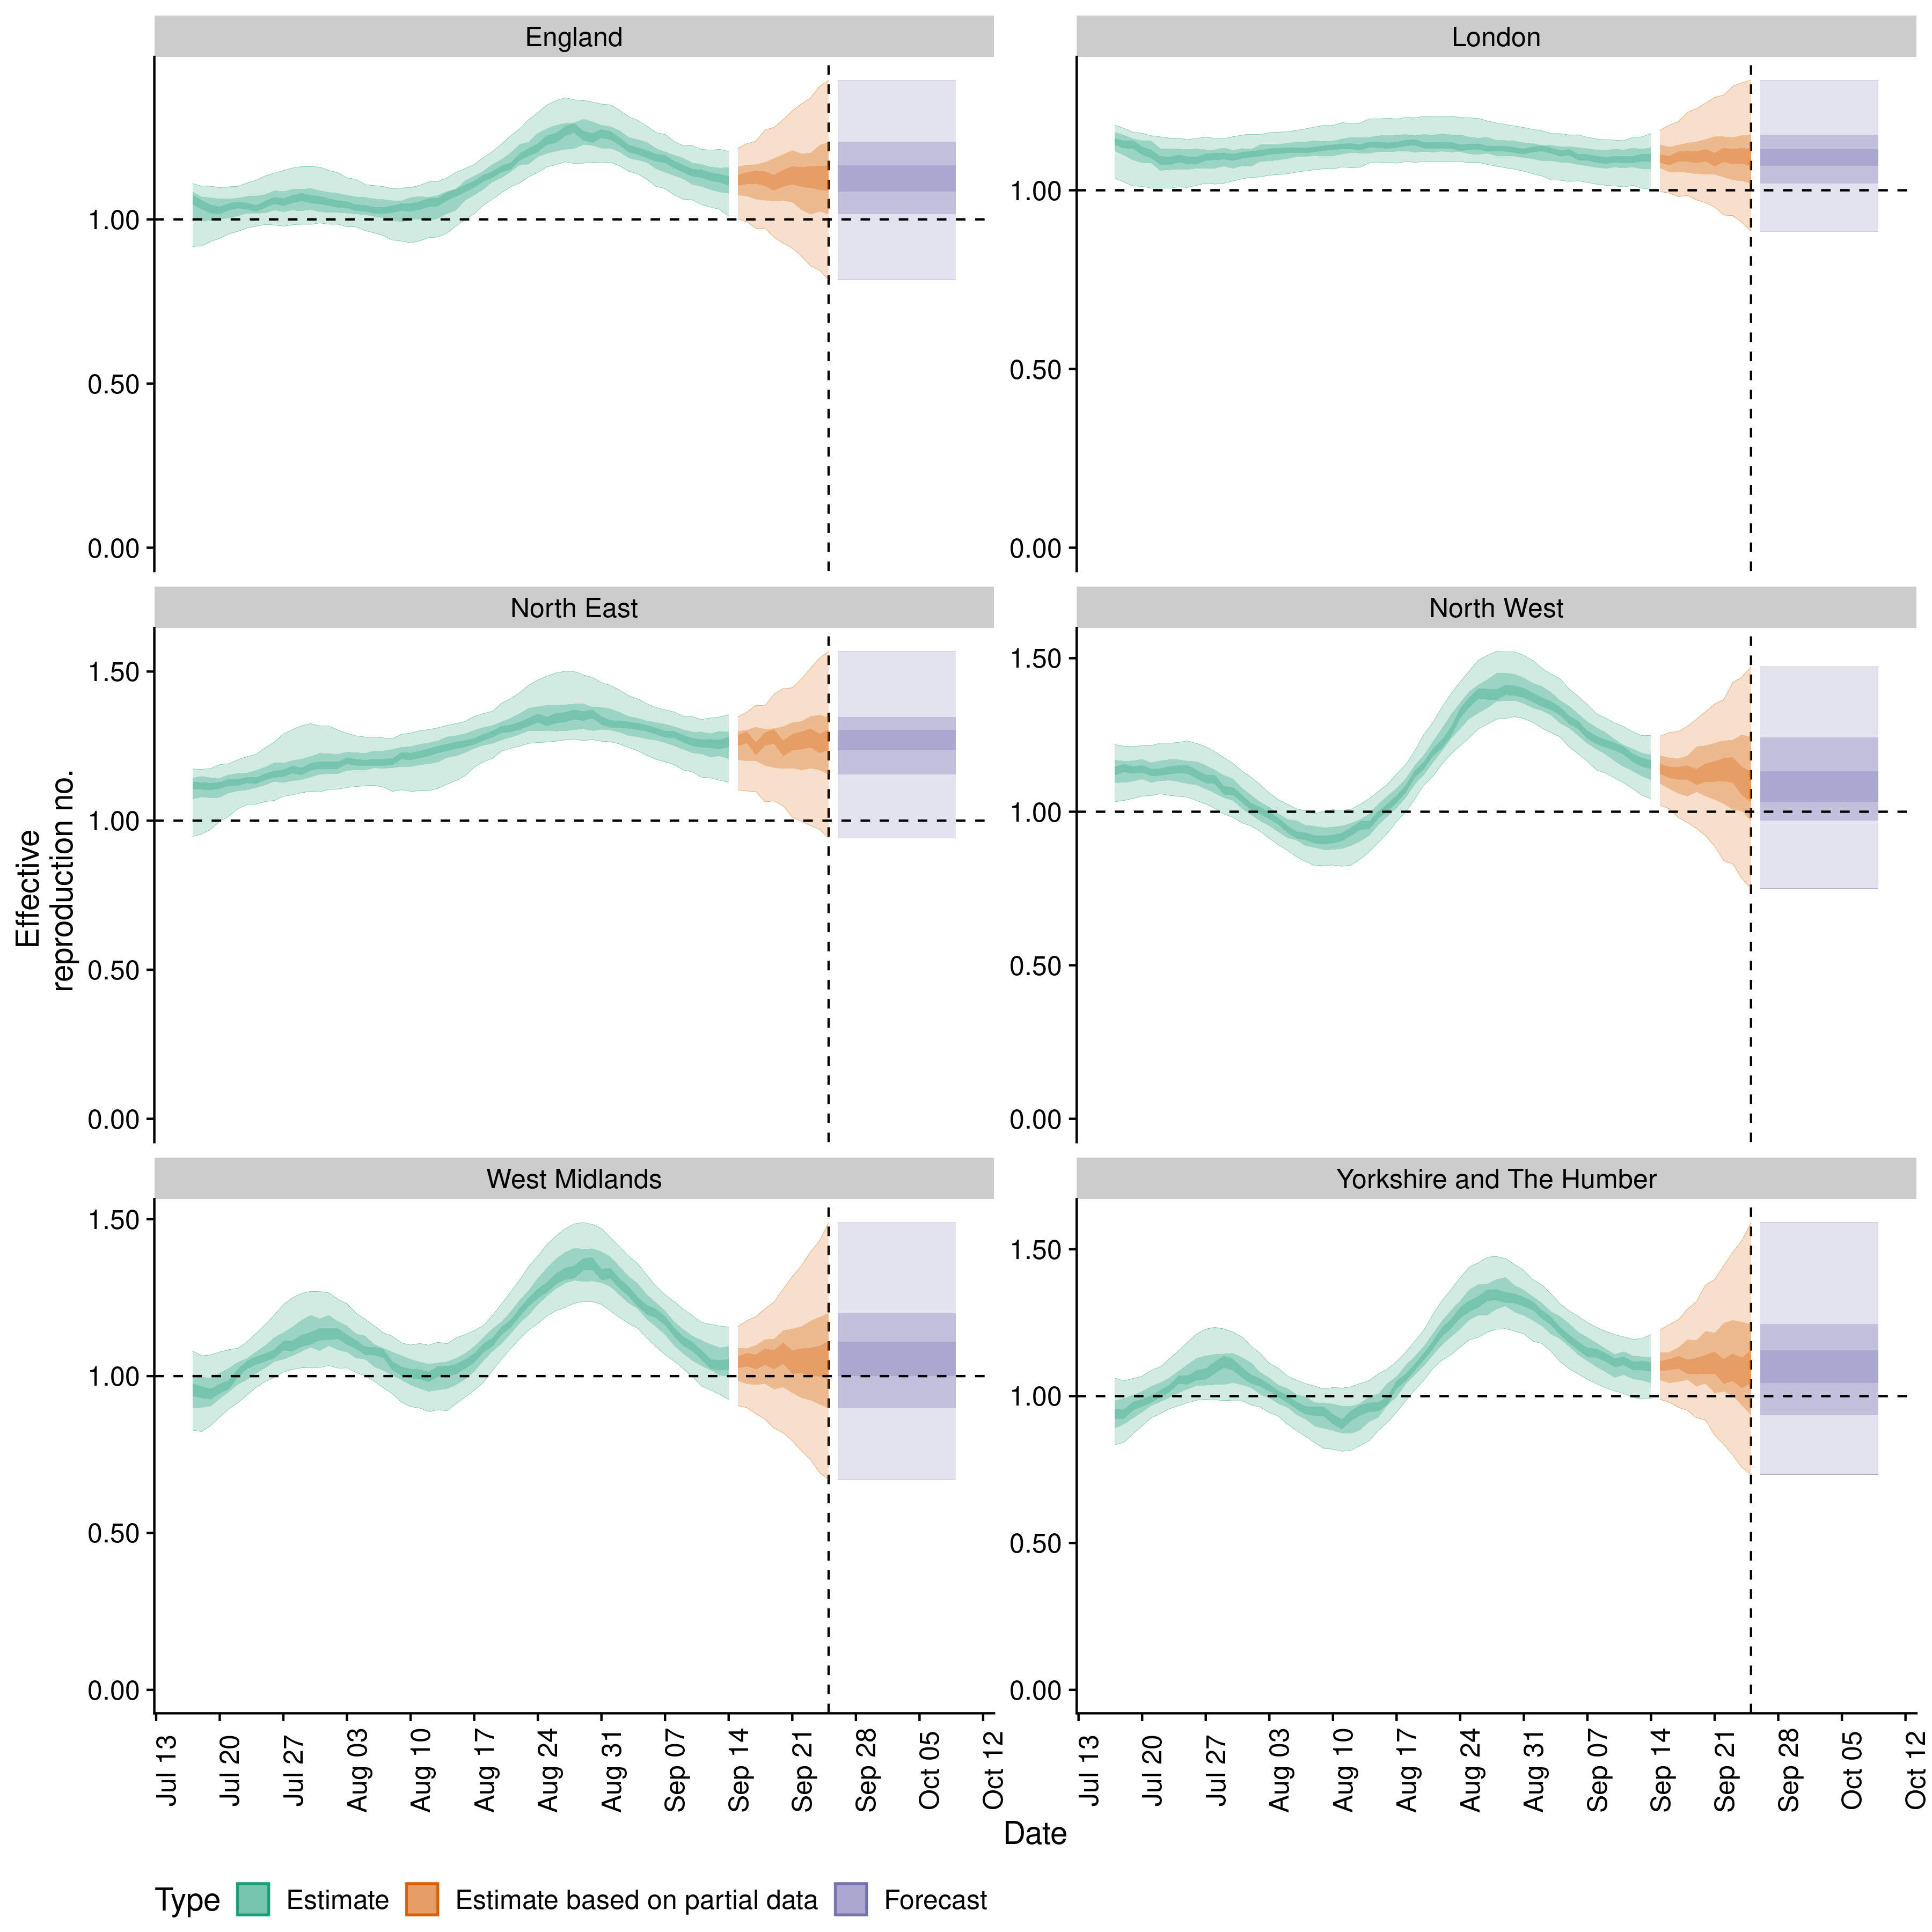 England
London
1.00
0.50
0.00
1.00
0.50
0.00
North East
North West
1.50
1.00
0.50
0.00
1.50
1.00
0.50
0.00
Effective
reproduction no.
West Midlands
Yorkshire and The Humber
1.50
1.00
0.50
0.00
1.50
1.00
0.50
0.00
Jul 13
Jul 20
Jul 27
Aug 03
Aug 10
Aug 17
Aug 24
Aug 31
Sep 07
Sep 14
Sep 21
Sep 28
Oct 05
Oct 12
Jul 13
Jul 20
Jul 27
Aug 03
Aug 10
Aug 17
Aug 24
Aug 31
Sep 07
Sep 14
Sep 21
Sep 28
Oct 05
Oct 12
Date
Type Estimate Estimate based on partial data Forecast